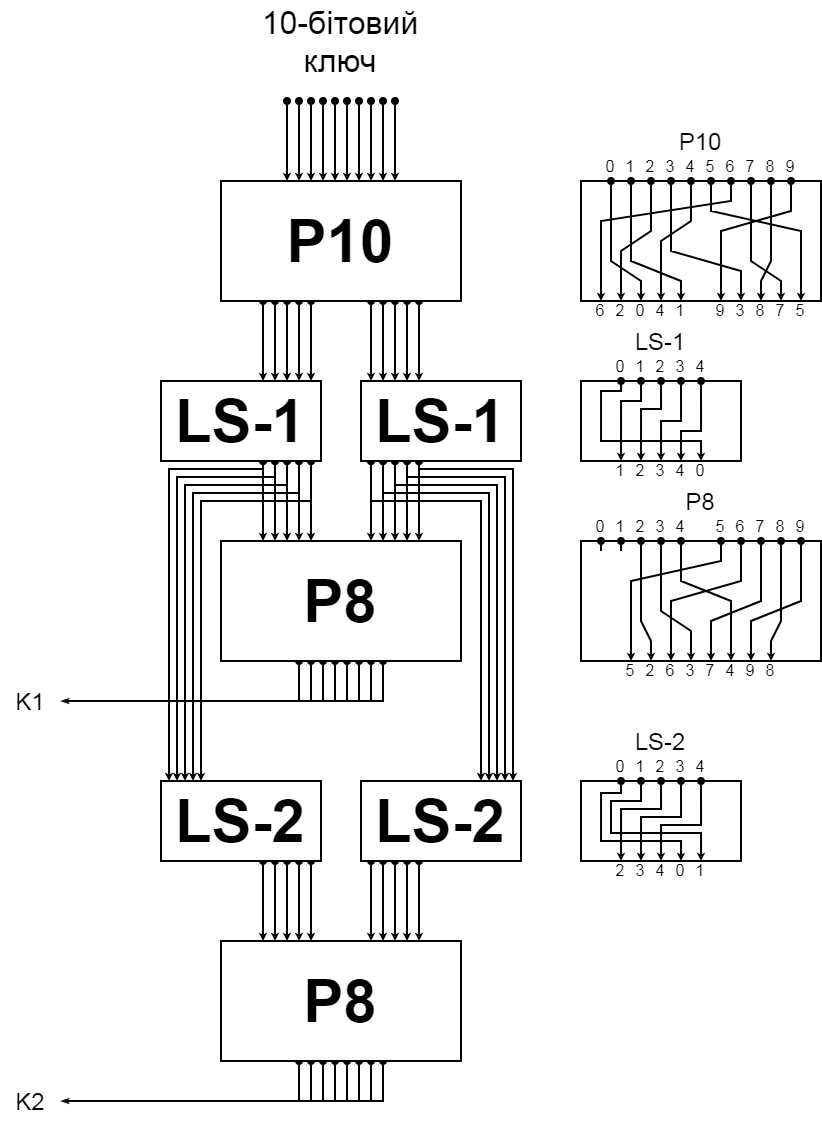 10-бітовий
ключ
P10
LS-1 LS-1
P8
K1
LS-2 LS-2
P8
K2
P10
0 1 2 3 4 5 6 7 8 9
6 2 0 4 1 9 3 8 7 5
LS-1
0 1 2 3 4
1 2 3 4 0
P8
0 1 2 3 4 5 6 7 8 9
5 2 6 3 7 4 9 8
LS-2
0 1 2 3 4
2 3 4 0 1